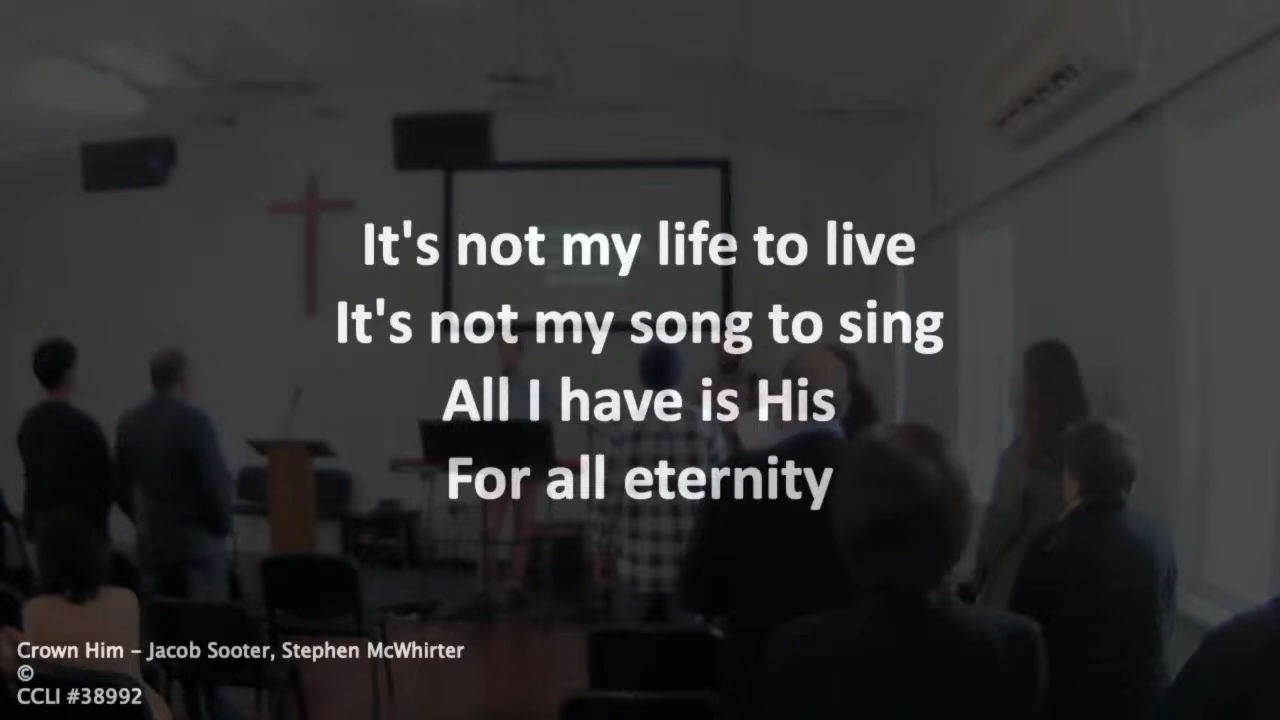 It's not my life to live
It's not my song to sing
All I have is His
For all eternity
Crown Him – Jacob Sooter, Stephen McWhirter
©
CCLI #38992